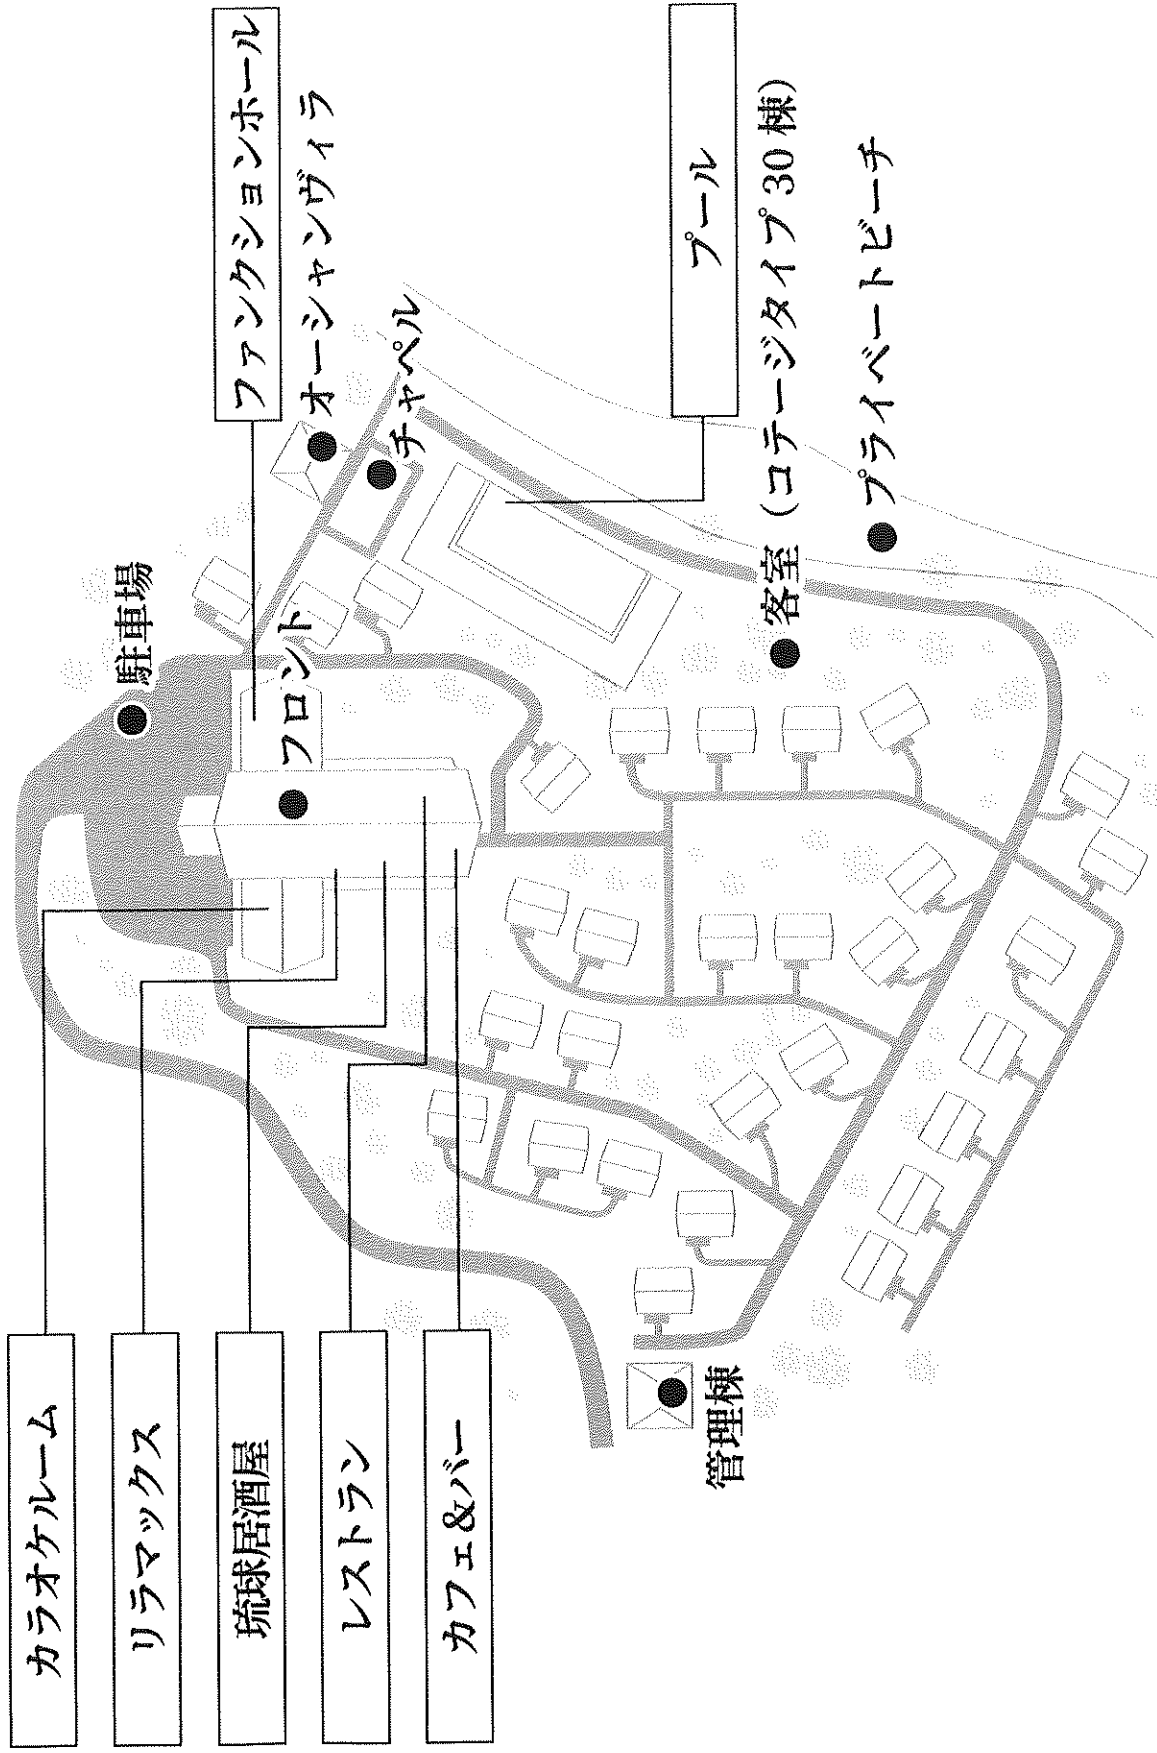 カラオケルーム
リラマックス
琉球居酒屋
レストラン
カフェ&バー
管理棟
駐車場
フロント
ファンクションホール
オーシャンヴィラ
チャペル
プール
客室（コテージタイプ30棟）
プライベートビーチ